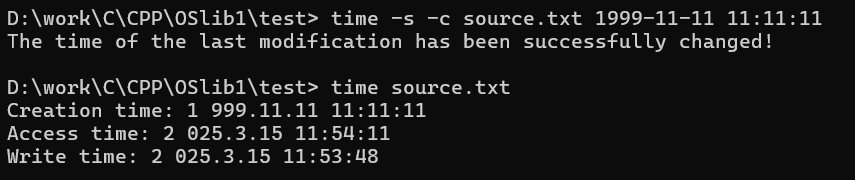 D:\work\C\CPP\OSlib1\test> time -s -c source.txt 1999-11-11 11:11:11
The time of the last modification has been successfully changed!
D:\work\C\CPP\OSlib1\test> time source.txt
Creation time: 1 999.11.11 11:11:11
Access time: 2 025.3.15 11:54:11
Write time: 2 025.3.15 11:53:48